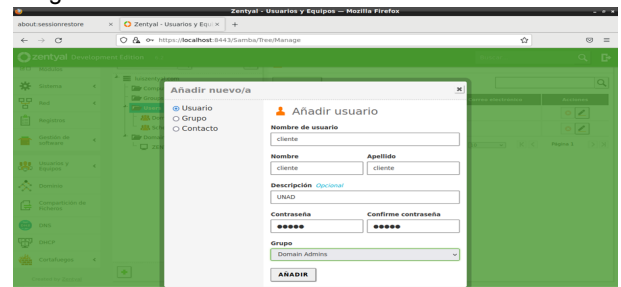 Zentyal - Usuarios y Equipos — Mozilla Firefox
about:sessionrestore × Zentyal - Usuarios y Equi × +
https://localhost:8443/Samba/Tree/Manage
zentyal Development Edition
Añadir nuevo/a ×
Usuario
Grupo
Contacto
Añadir usuario
Nombre de usuario
cliente
Nombre Apellido
cliente cliente
Descripción Opcional
UNAD
Contraseña Confirme contraseña
●●●●● ●●●●●
Grupo
Domain Admins
AÑADIR
Sistema
Red
Registros
Gestión de
software
Usuarios y
Equipos
Dominio
Compartición de
Ficheros
DNS
DHCP
Cortafuegos
Página 1